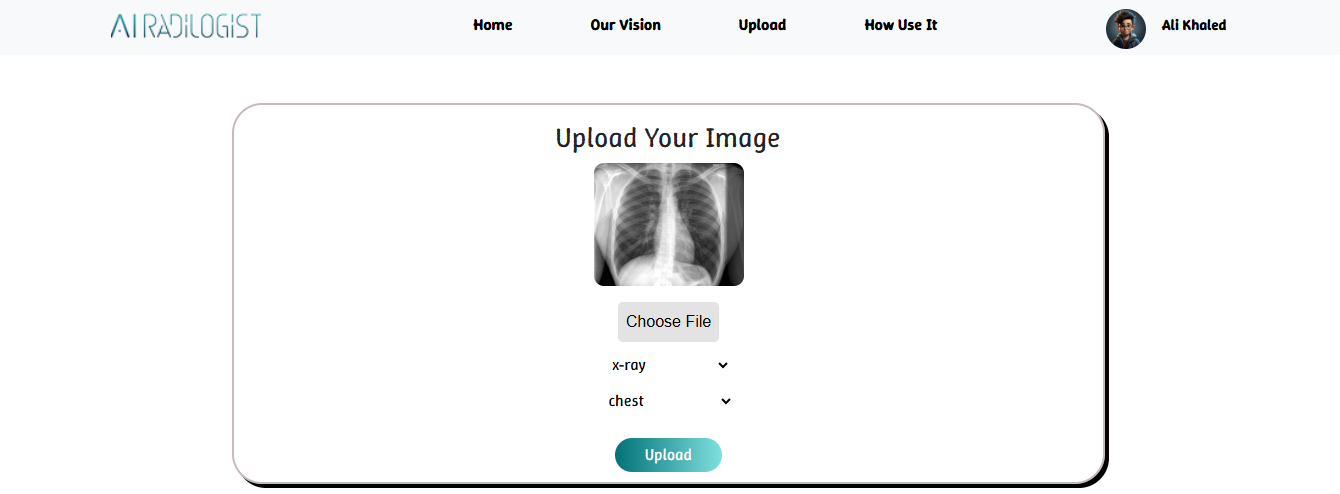 AI RADILOGIST
Home
Our Vision
Upload
How Use It
Ali Khaled
Upload Your Image
Choose File
x-ray
chest
Upload